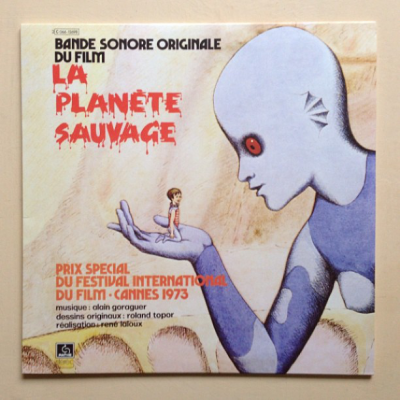 BANDE SONORE ORIGINALE
DU FILM
LA
PLANÈTE
SAUVAGE
PRIX SPECIAL
DU FESTIVAL INTERNATIONAL
DU FILM · CANNES 1973
musique : alain goraguer
dessins originaux : roland topor
réalisation : rené laloux